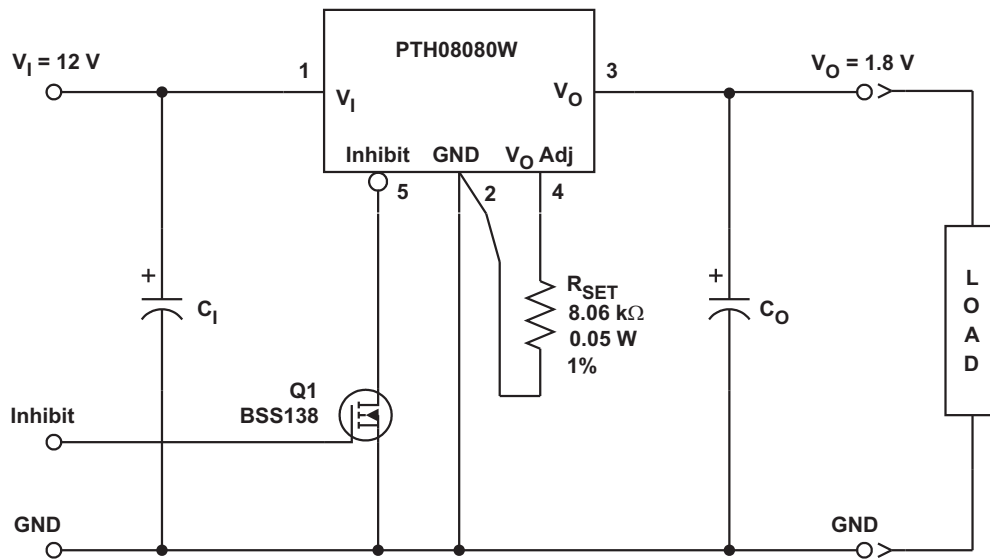 PTH08080W
V_I = 12 V
1
3
V_O = 1.8 V
V_I
V_O
Inhibit
GND
V_O Adj
5
2
4
+
C_I
R_SET
8.06 kΩ
0.05 W
1%
+
C_O
L
O
A
D
Q1
BSS138
Inhibit
GND
GND